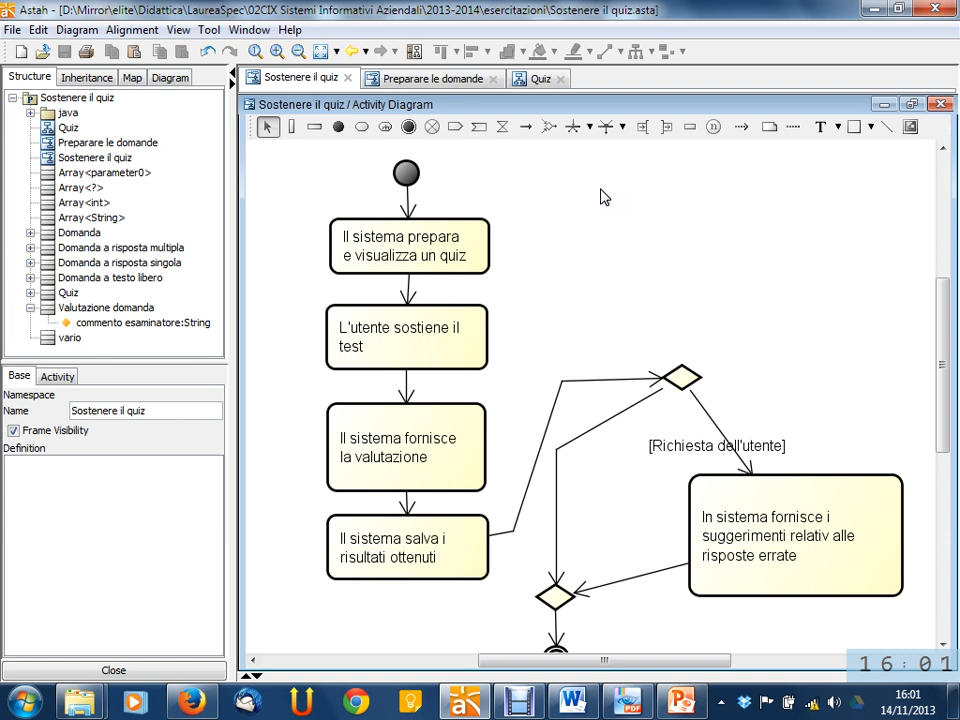 Astah - [D:\Mirror\elite\Didattica\LaureaSpec\02CIX Sistemi Informativi Aziendali\2013-2014\esercitazioni\Sostenere il quiz.asta]
File Edit Diagram Alignment View Tool Window Help
Structure Inheritance Map Diagram
Sostenere il quiz
java
Quiz
Preparare le domande
Sostenere il quiz
Array<parameter0>
Array<?>
Array<int>
Array<String>
Domanda
Domanda a risposta multipla
Domanda a risposta singola
Domanda a testo libero
Quiz
Valutazione domanda
commento esaminatore:String
vario
Base Activity
Namespace
Name Sostenere il quiz
Frame Visibility
Definition
Close
Sostenere il quiz Preparare le domande Quiz
Sostenere il quiz / Activity Diagram
T
Il sistema prepara
e visualizza un quiz
L'utente sostiene il
test
Il sistema fornisce
la valutazione
Il sistema salva i
risultati ottenuti
[Richiesta dell'utente]
In sistema fornisce i
suggerimenti relativ alle
risposte errate
16:01
16:01
14/11/2013